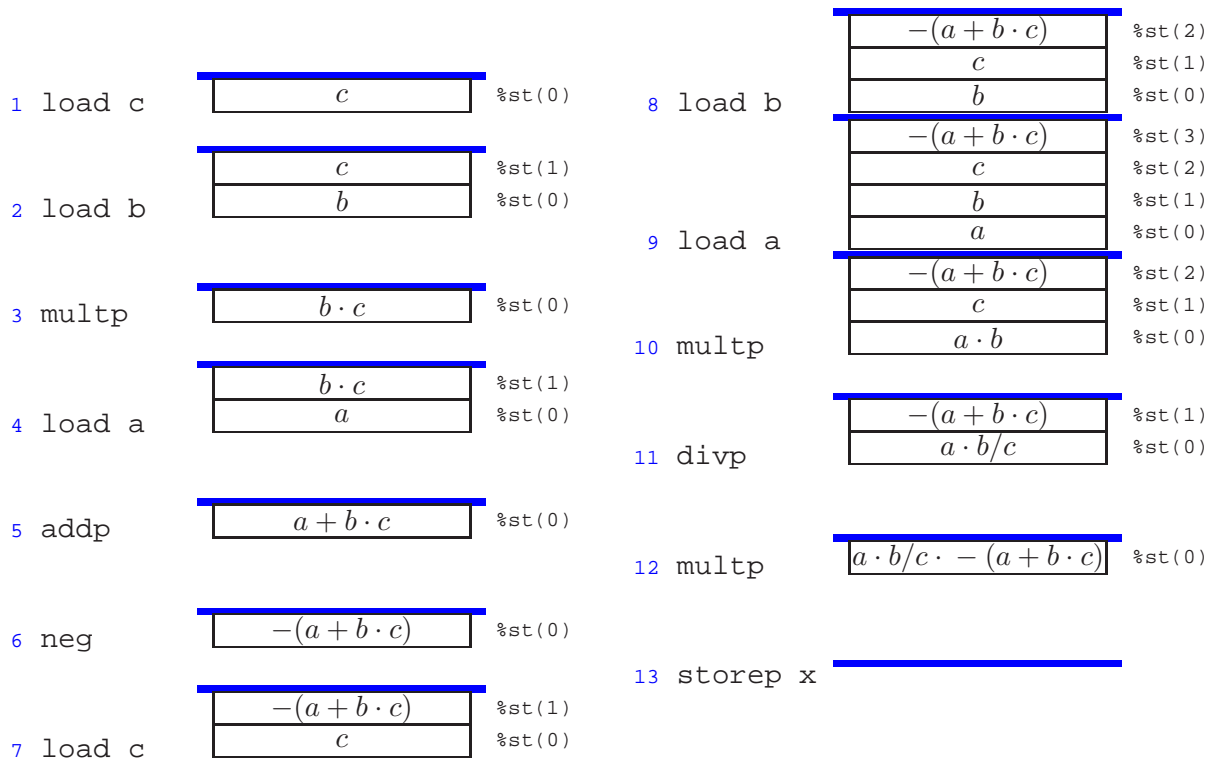 c %st(0)
1 load c
c %st(1)
b %st(0)
2 load b
b · c %st(0)
3 multp
b · c %st(1)
a %st(0)
4 load a
a + b · c %st(0)
5 addp
−(a + b · c) %st(0)
6 neg
−(a + b · c) %st(1)
c %st(0)
7 load c
−(a + b · c) %st(2)
c %st(1)
b %st(0)
8 load b
−(a + b · c) %st(3)
c %st(2)
b %st(1)
a %st(0)
9 load a
−(a + b · c) %st(2)
c %st(1)
a · b %st(0)
10 multp
−(a + b · c) %st(1)
a · b/c %st(0)
11 divp
a · b/c · − (a + b · c) %st(0)
12 multp
13 storep x